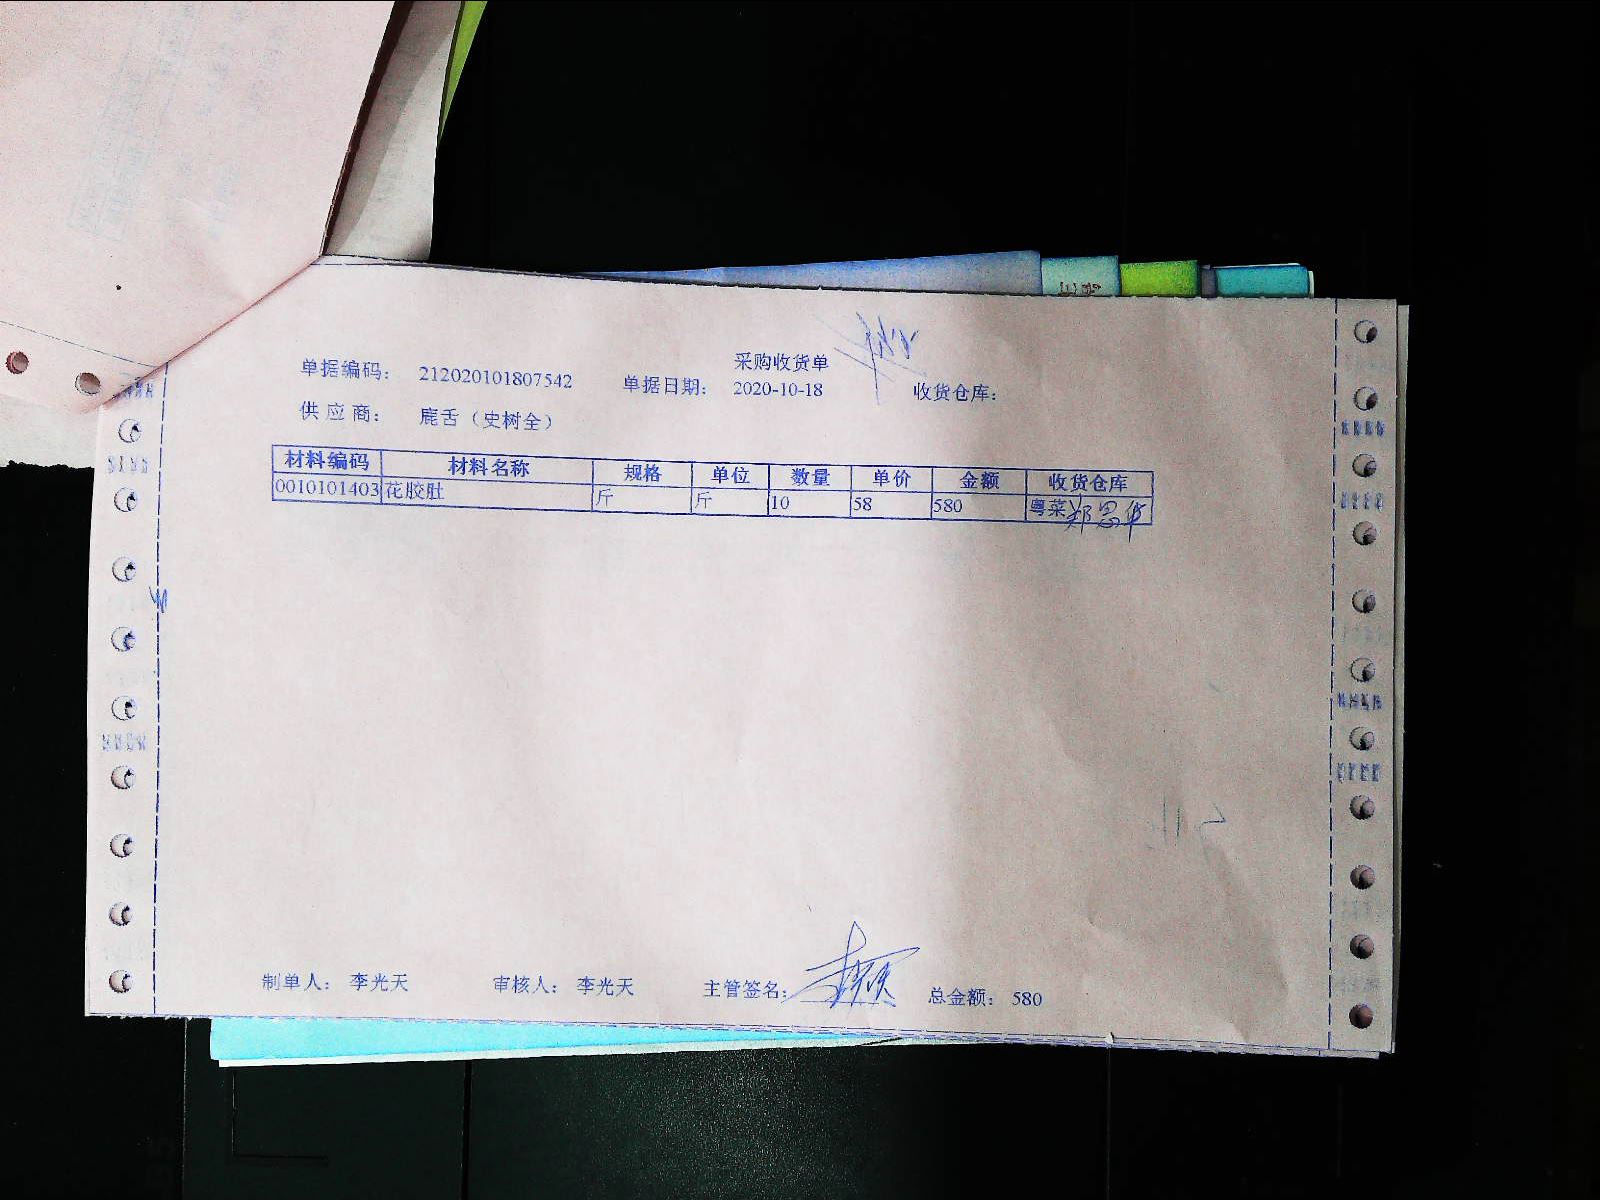 采购收货单
单据编码： 212020101807542 单据日期： 2020-10-18 收货仓库：
供应商： 鹿舌（史树全）
材料编码 材料名称 规格 单位 数量 单价 金额 收货仓库
0010101403 花胶肚 斤 斤 10 58 580 粤菜 郑思华
制单人： 李光天 审核人： 李光天 主管签名： 总金额： 580